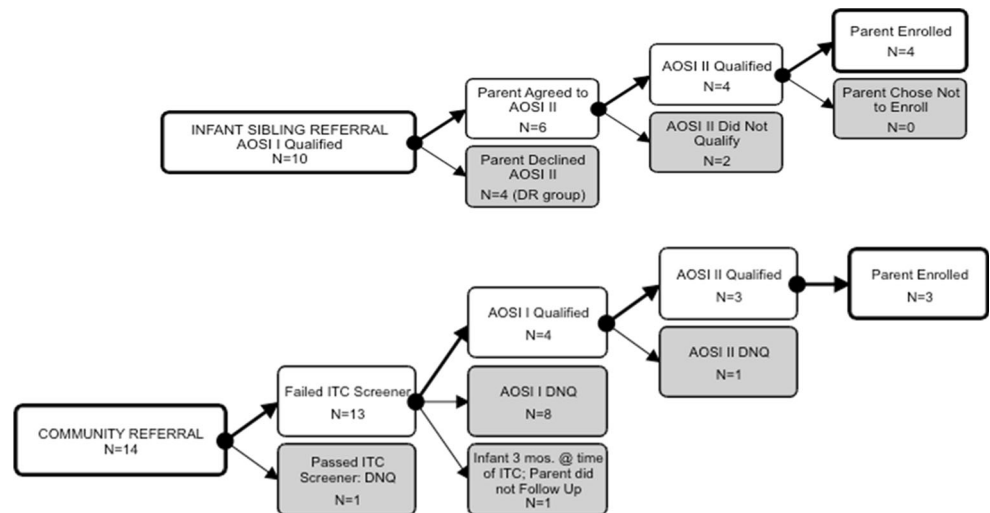 INFANT SIBLING REFERRAL
AOSI I Qualified
N=10
Parent Agreed to
AOSI II
N=6
Parent Declined
AOSI II
N=4 (DR group)
AOSI II Qualified
N=4
AOSI II Did Not
Qualify
N=2
Parent Enrolled
N=4
Parent Chose Not
to Enroll
N=0
COMMUNITY REFERRAL
N=14
Failed ITC Screener
N=13
Passed ITC
Screener: DNQ
N=1
AOSI I Qualified
N=4
AOSI I DNQ
N=8
Infant 3 mos. @ time
of ITC; Parent did
not Follow Up
N=1
AOSI II Qualified
N=3
AOSI II DNQ
N=1
Parent Enrolled
N=3